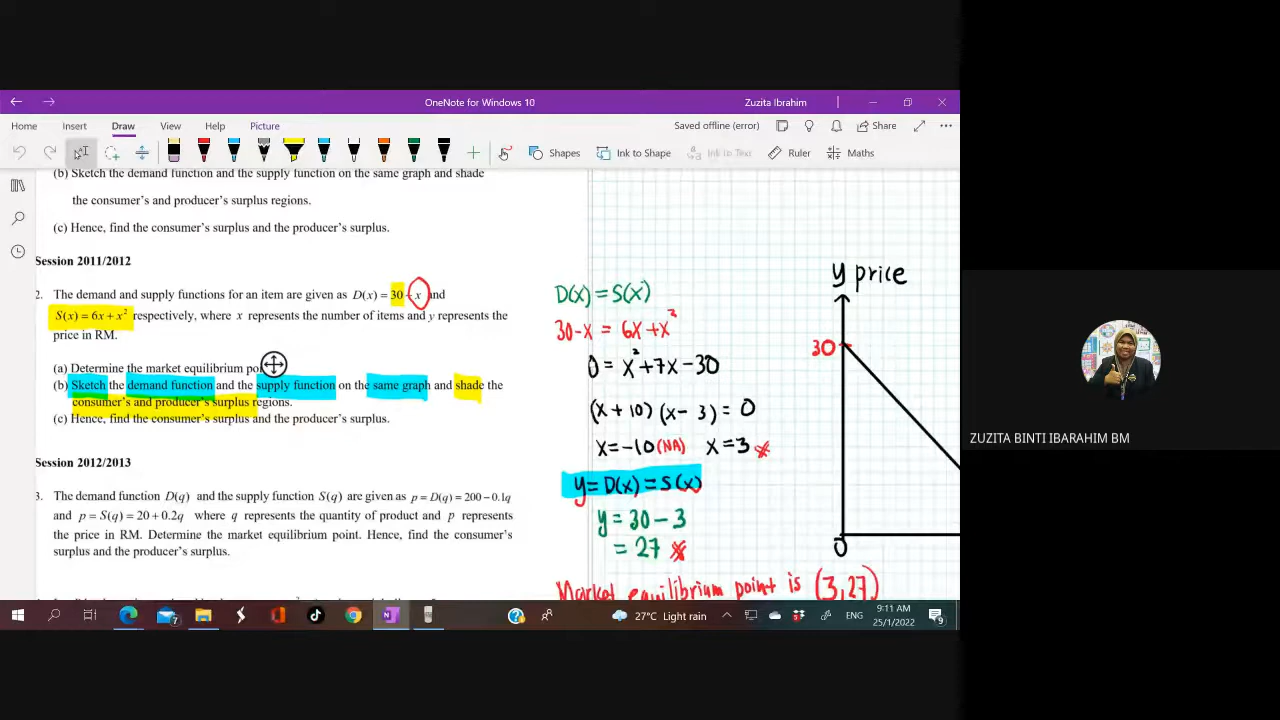 OneNote for Windows 10
Zuzita Ibrahim
Home
Insert
Draw
View
Help
Picture
Saved offline (error)
Share
Shapes
Ink to Shape
Ink to Text
Ruler
Maths
(b) Sketch the demand function and the supply function on the same graph and shade
the consumer's and producer's surplus regions.
(c) Hence, find the consumer's surplus and the producer's surplus.
Session 2011/2012
2. The demand and supply functions for an item are given as D(x) = 30 − x and
S(x) = 6x + x² respectively, where x represents the number of items and y represents the
price in RM.
(a) Determine the market equilibrium poi
(b) Sketch the demand function and the supply function on the same graph and shade the
consumer's and producer's surplus regions.
(c) Hence, find the consumer's surplus and the producer's surplus.
Session 2012/2013
3. The demand function D(q) and the supply function S(q) are given as p = D(q) = 200 − 0.1q
and p = S(q) = 20 + 0.2q where q represents the quantity of product and p represents
the price in RM. Determine the market equilibrium point. Hence, find the consumer's
surplus and the producer's surplus.
D(x) = S(x)
30 - x = 6x + x²
0 = x² + 7x - 30
(x + 10) (x - 3) = 0
x = -10 (NA) x = 3
y = D(x) = S(x)
y = 30 - 3
= 27
Market equilibrium point is (3,27)
y price
30
0
27°C Light rain
ENG
9:11 AM
25/1/2022
ZUZITA BINTI IBARAHIM BM